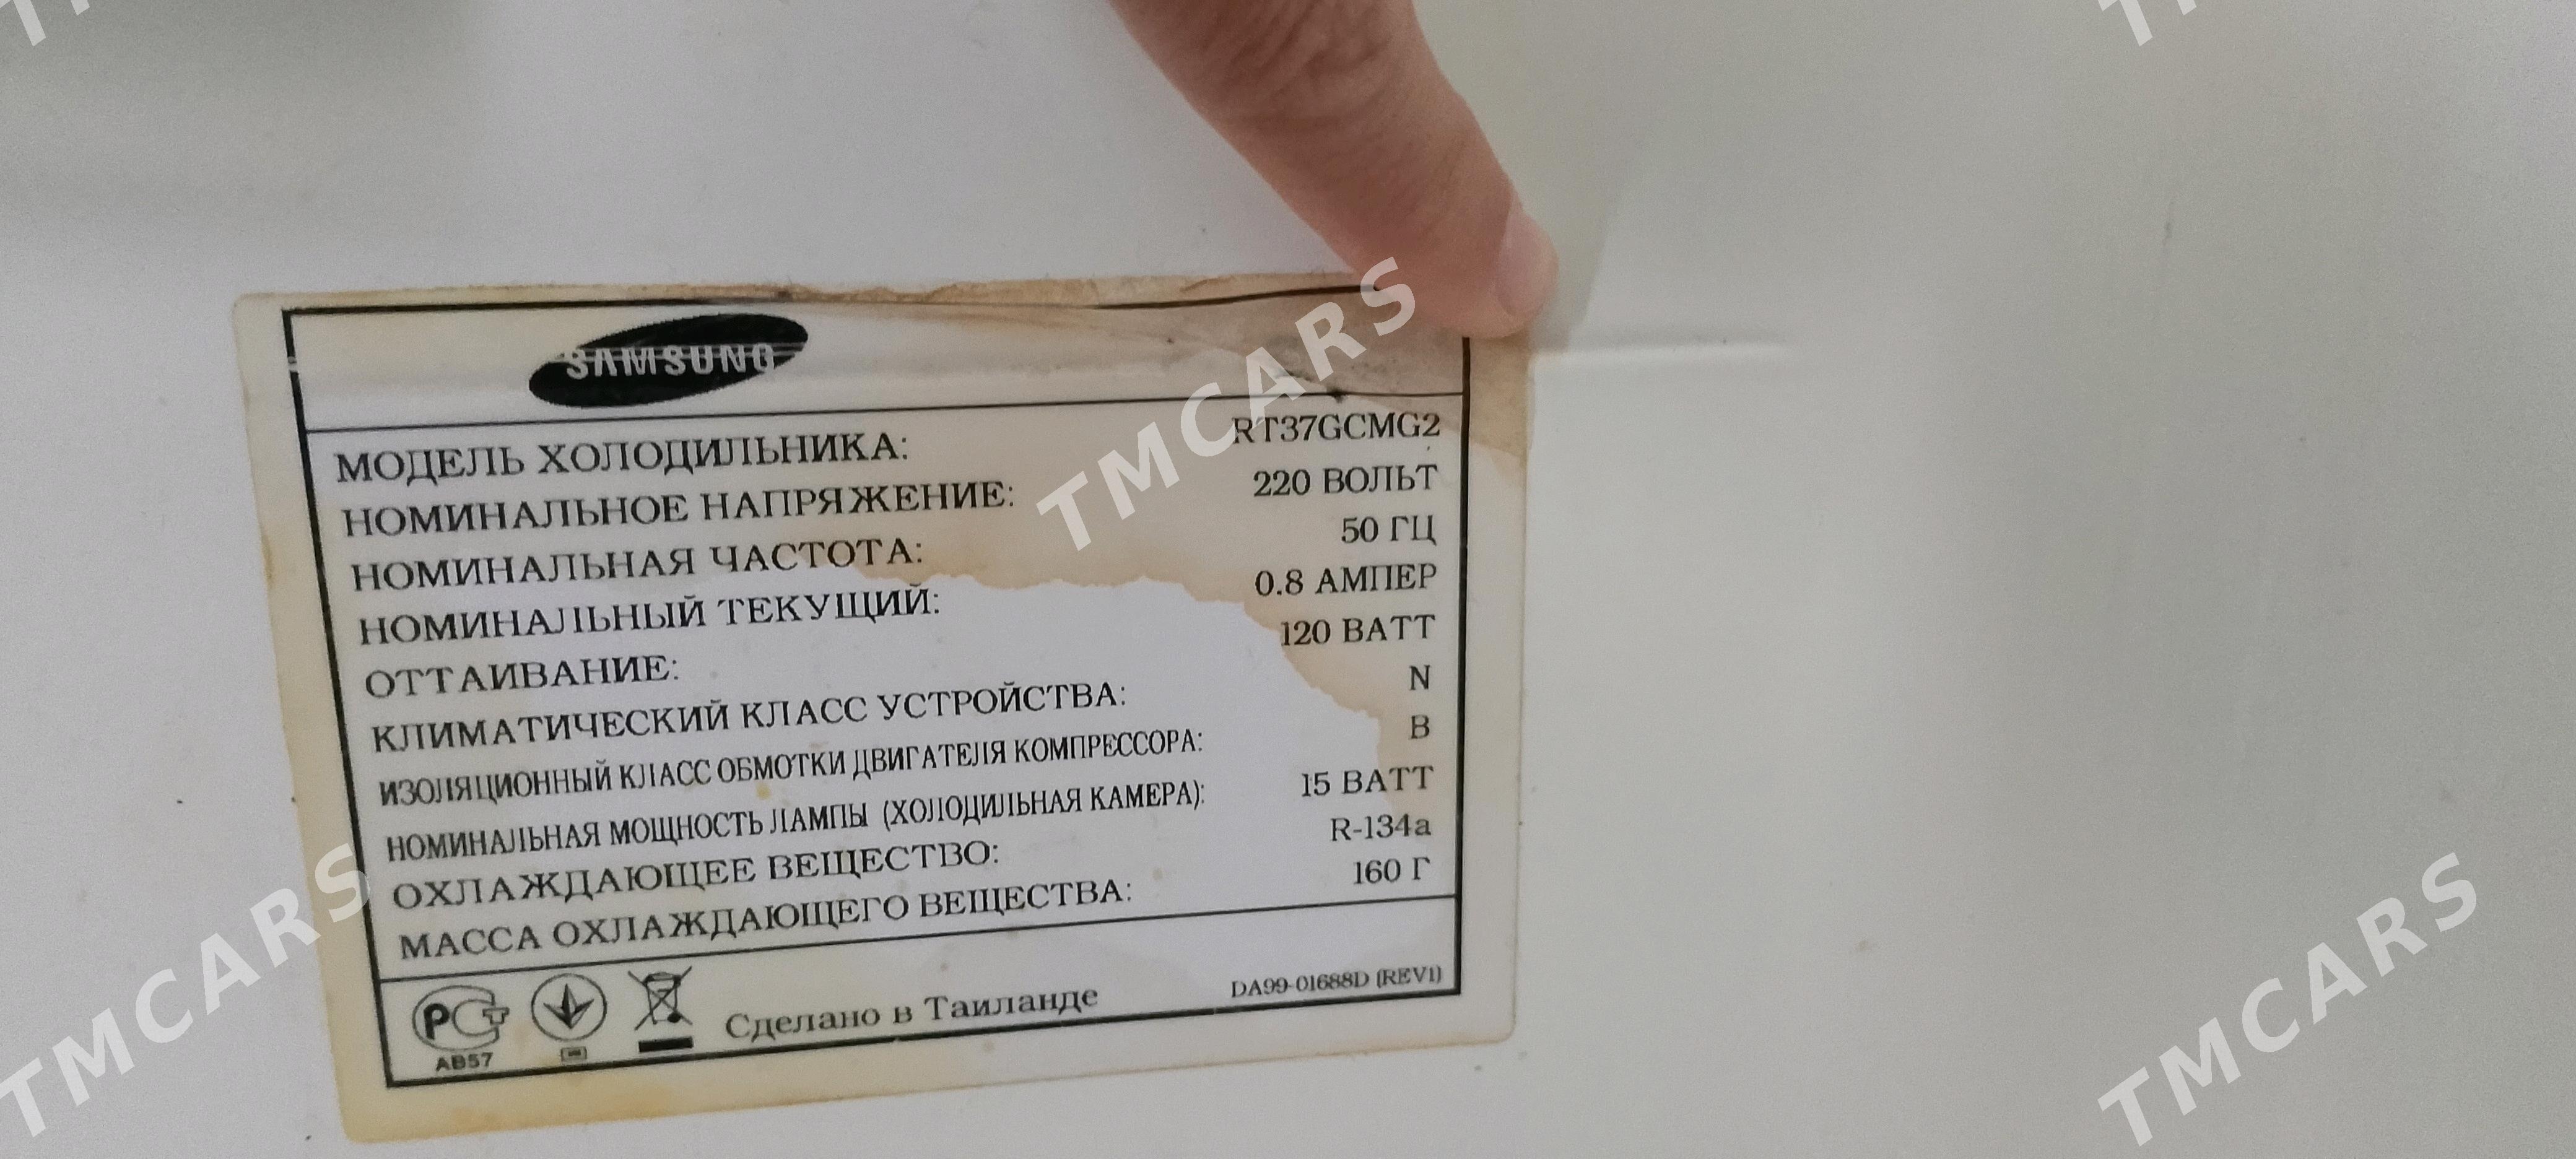 SAMSUNG
МОДЕЛЬ ХОЛОДИЛЬНИКА: RT37GCMG2
НОМИНАЛЬНОЕ НАПРЯЖЕНИЕ: 220 ВОЛЬТ
НОМИНАЛЬНАЯ ЧАСТОТА: 50 ГЦ
НОМИНАЛЬНЫЙ ТЕКУЩИЙ: 0.8 АМПЕР
ОТТАИВАНИЕ: 120 ВАТТ
КЛИМАТИЧЕСКИЙ КЛАСС УСТРОЙСТВА: N
ИЗОЛЯЦИОННЫЙ КЛАСС ОБМОТКИ ДВИГАТЕЛЯ КОМПРЕССОРА: B
НОМИНАЛЬНАЯ МОЩНОСТЬ ЛАМПЫ (ХОЛОДИЛЬНАЯ КАМЕРА): 15 ВАТТ
ОХЛАЖДАЮЩЕЕ ВЕЩЕСТВО: R-134a
МАССА ОХЛАЖДАЮЩЕГО ВЕЩЕСТВА: 160 Г
РСТ
АВ57
Сделано в Таиланде
DA99-01688D (REV1)
TMCARS
TMCARS
TMCARS